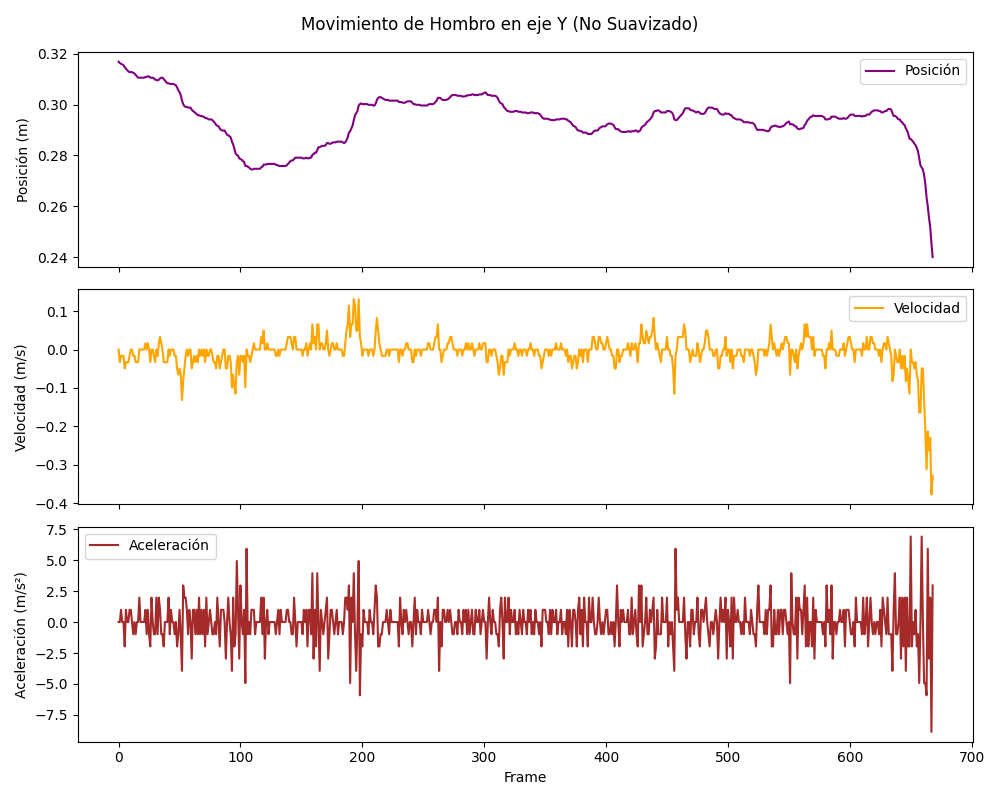 Movimiento de Hombro en eje Y (No Suavizado)
0.32
0.30
0.28
0.26
0.24
Posición (m)
Posición
0.1
0.0
−0.1
−0.2
−0.3
−0.4
Velocidad (m/s)
Velocidad
7.5
5.0
2.5
0.0
−2.5
−5.0
−7.5
Aceleración (m/s²)
Aceleración
0 100 200 300 400 500 600 700
Frame